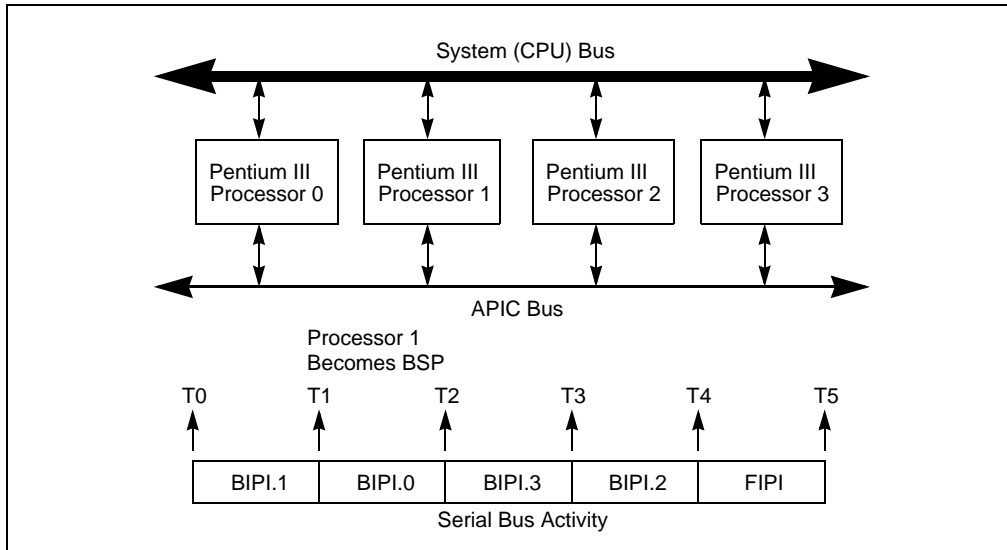 System (CPU) Bus
Pentium III
Processor 0
Pentium III
Processor 1
Pentium III
Processor 2
Pentium III
Processor 3
APIC Bus
Processor 1
Becomes BSP
T0 T1 T2 T3 T4 T5
BIPI.1 BIPI.0 BIPI.3 BIPI.2 FIPI
Serial Bus Activity